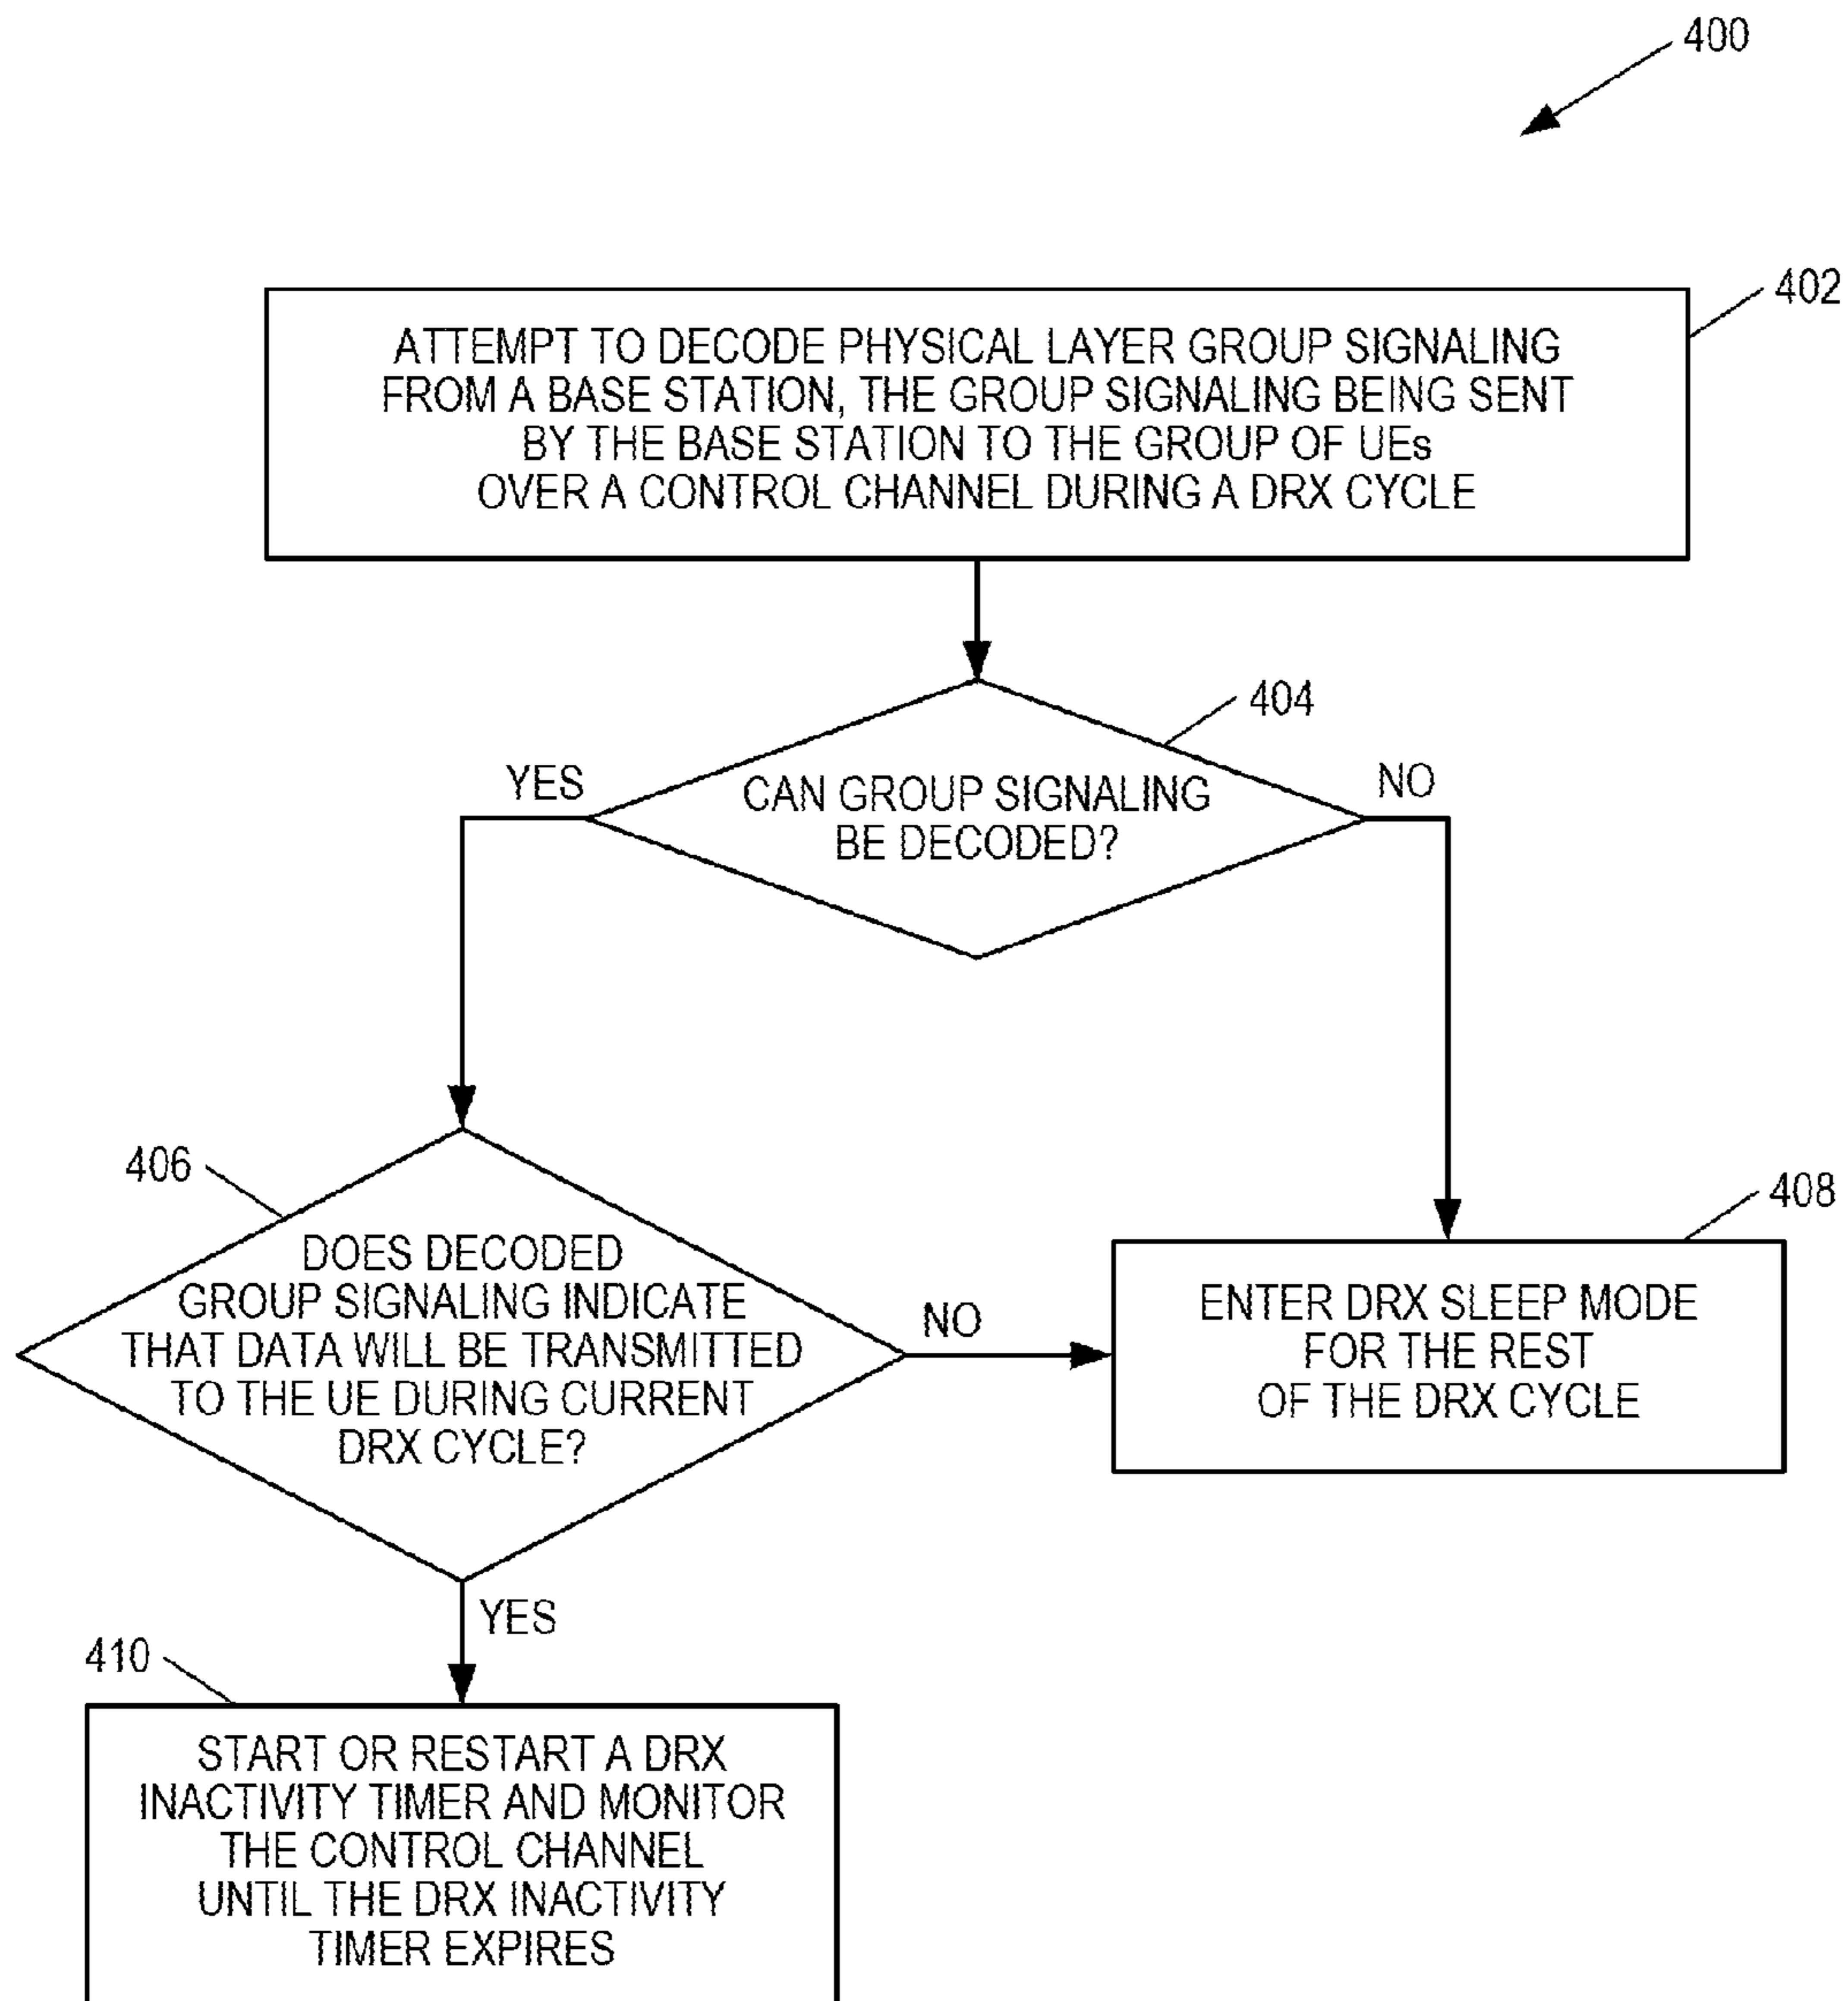 400
402
ATTEMPT TO DECODE PHYSICAL LAYER GROUP SIGNALING
FROM A BASE STATION, THE GROUP SIGNALING BEING SENT
BY THE BASE STATION TO THE GROUP OF UEs
OVER A CONTROL CHANNEL DURING A DRX CYCLE
404
YES
NO
CAN GROUP SIGNALING
BE DECODED?
406
408
DOES DECODED
GROUP SIGNALING INDICATE
THAT DATA WILL BE TRANSMITTED
TO THE UE DURING CURRENT
DRX CYCLE?
NO
ENTER DRX SLEEP MODE
FOR THE REST
OF THE DRX CYCLE
YES
410
START OR RESTART A DRX
INACTIVITY TIMER AND MONITOR
THE CONTROL CHANNEL
UNTIL THE DRX INACTIVITY
TIMER EXPIRES